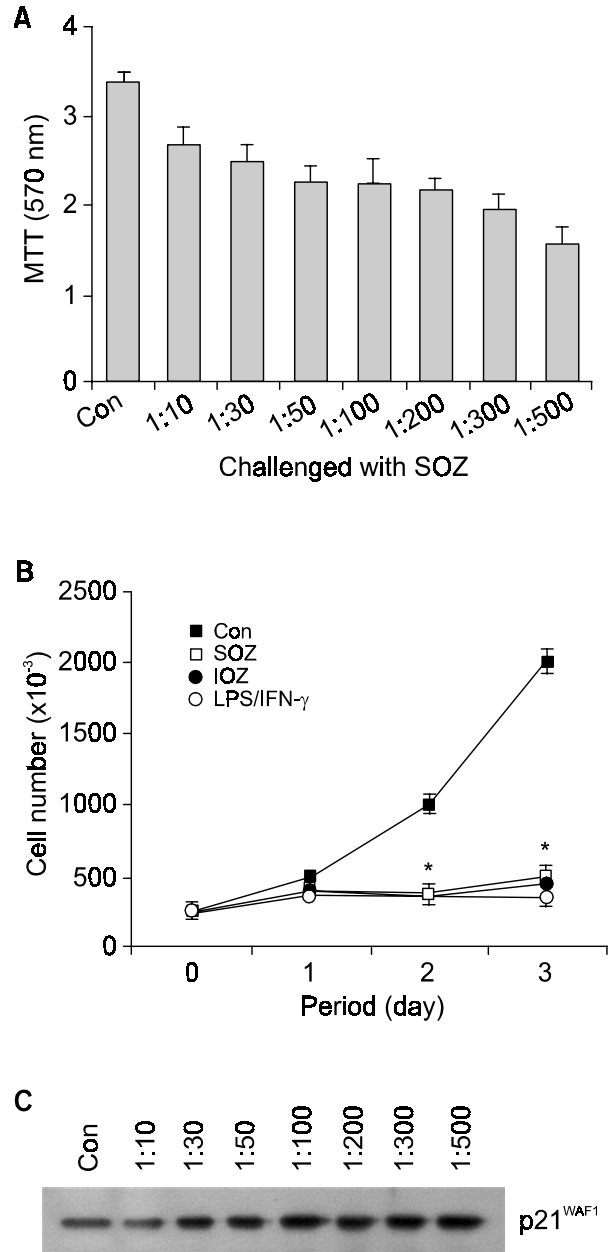 A
4
3
2
1
0
MTT (570 nm)
Con 1:10 1:30 1:50 1:100 1:200 1:300 1:500
Challenged with SOZ
B
2500
2000
1500
1000
500
0
Cell number (x10⁻³)
Con
SOZ
IOZ
LPS/IFN-γ
*
*
0 1 2 3
Period (day)
C
Con 1:10 1:30 1:50 1:100 1:200 1:300 1:500
p21ᵂᴬᶠ¹